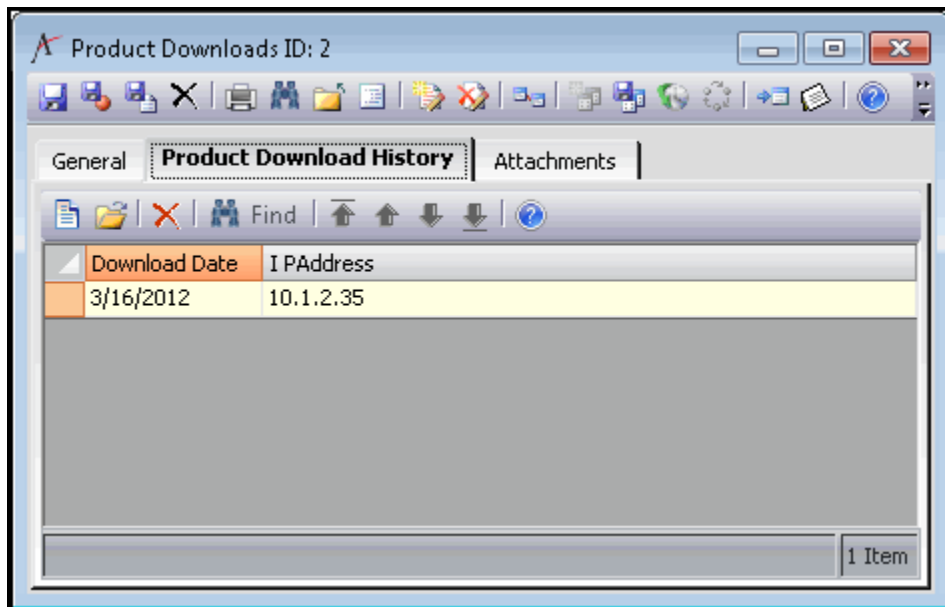 Product Downloads ID: 2
General Product Download History Attachments
Find
Download Date I PAddress
3/16/2012 10.1.2.35
1 Item